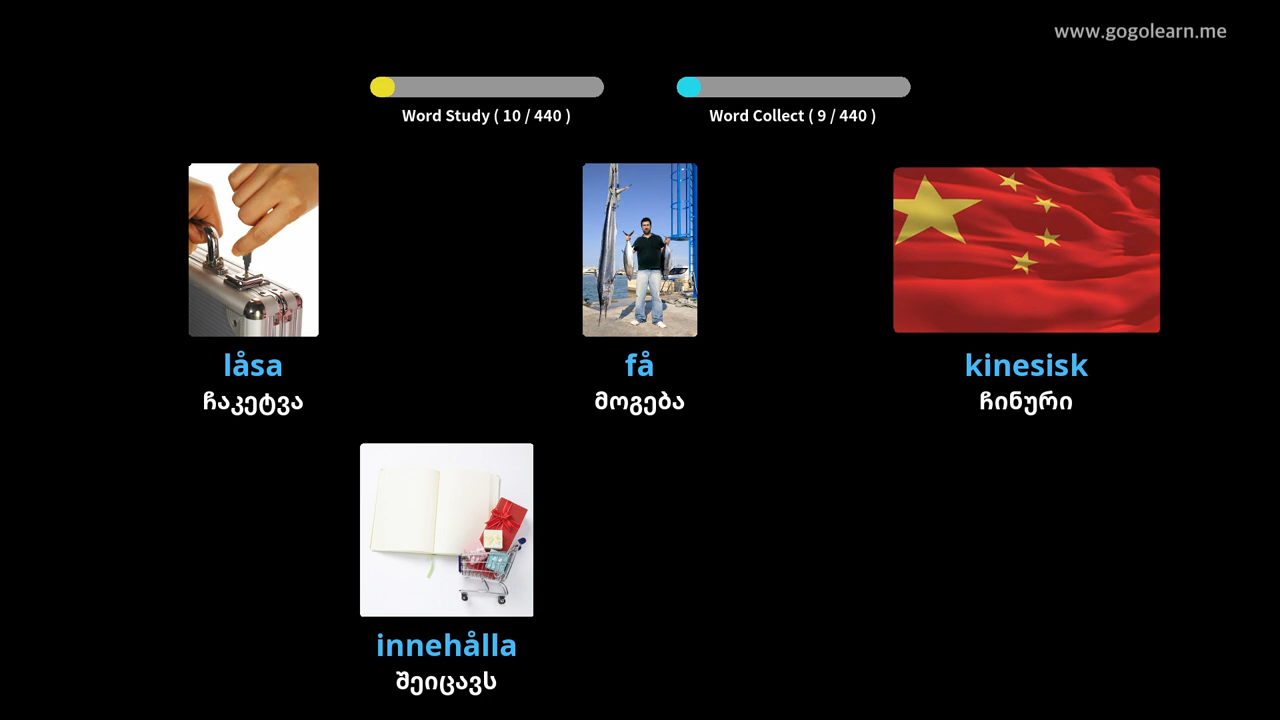 www.gogolearn.me
Word Study ( 10 / 440 )
Word Collect ( 9 / 440 )
låsa
ჩაკეტვა
få
მოგება
kinesisk
ჩინური
innehålla
შეიცავს